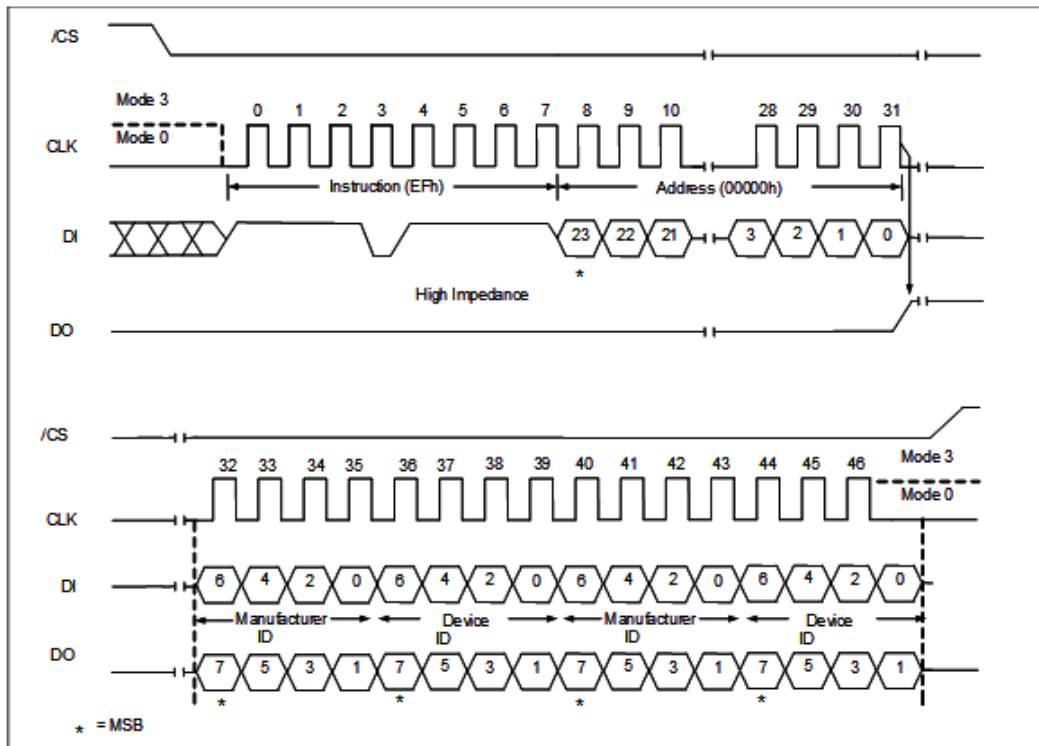 /CS
Mode 3
0 1 2 3 4 5 6 7 8 9 10 28 29 30 31
Mode 0
CLK
Instruction (EFh) Address (00000h)
DI 23 22 21 3 2 1 0
*
High Impedance
DO
/CS
32 33 34 35 36 37 38 39 40 41 42 43 44 45 46
Mode 3
Mode 0
CLK
DI 6 4 2 0 6 4 2 0 6 4 2 0 6 4 2 0
Manufacturer Device Manufacturer Device
ID ID ID ID
DO 7 5 3 1 7 5 3 1 7 5 3 1 7 5 3 1
* * * *
* = MSB